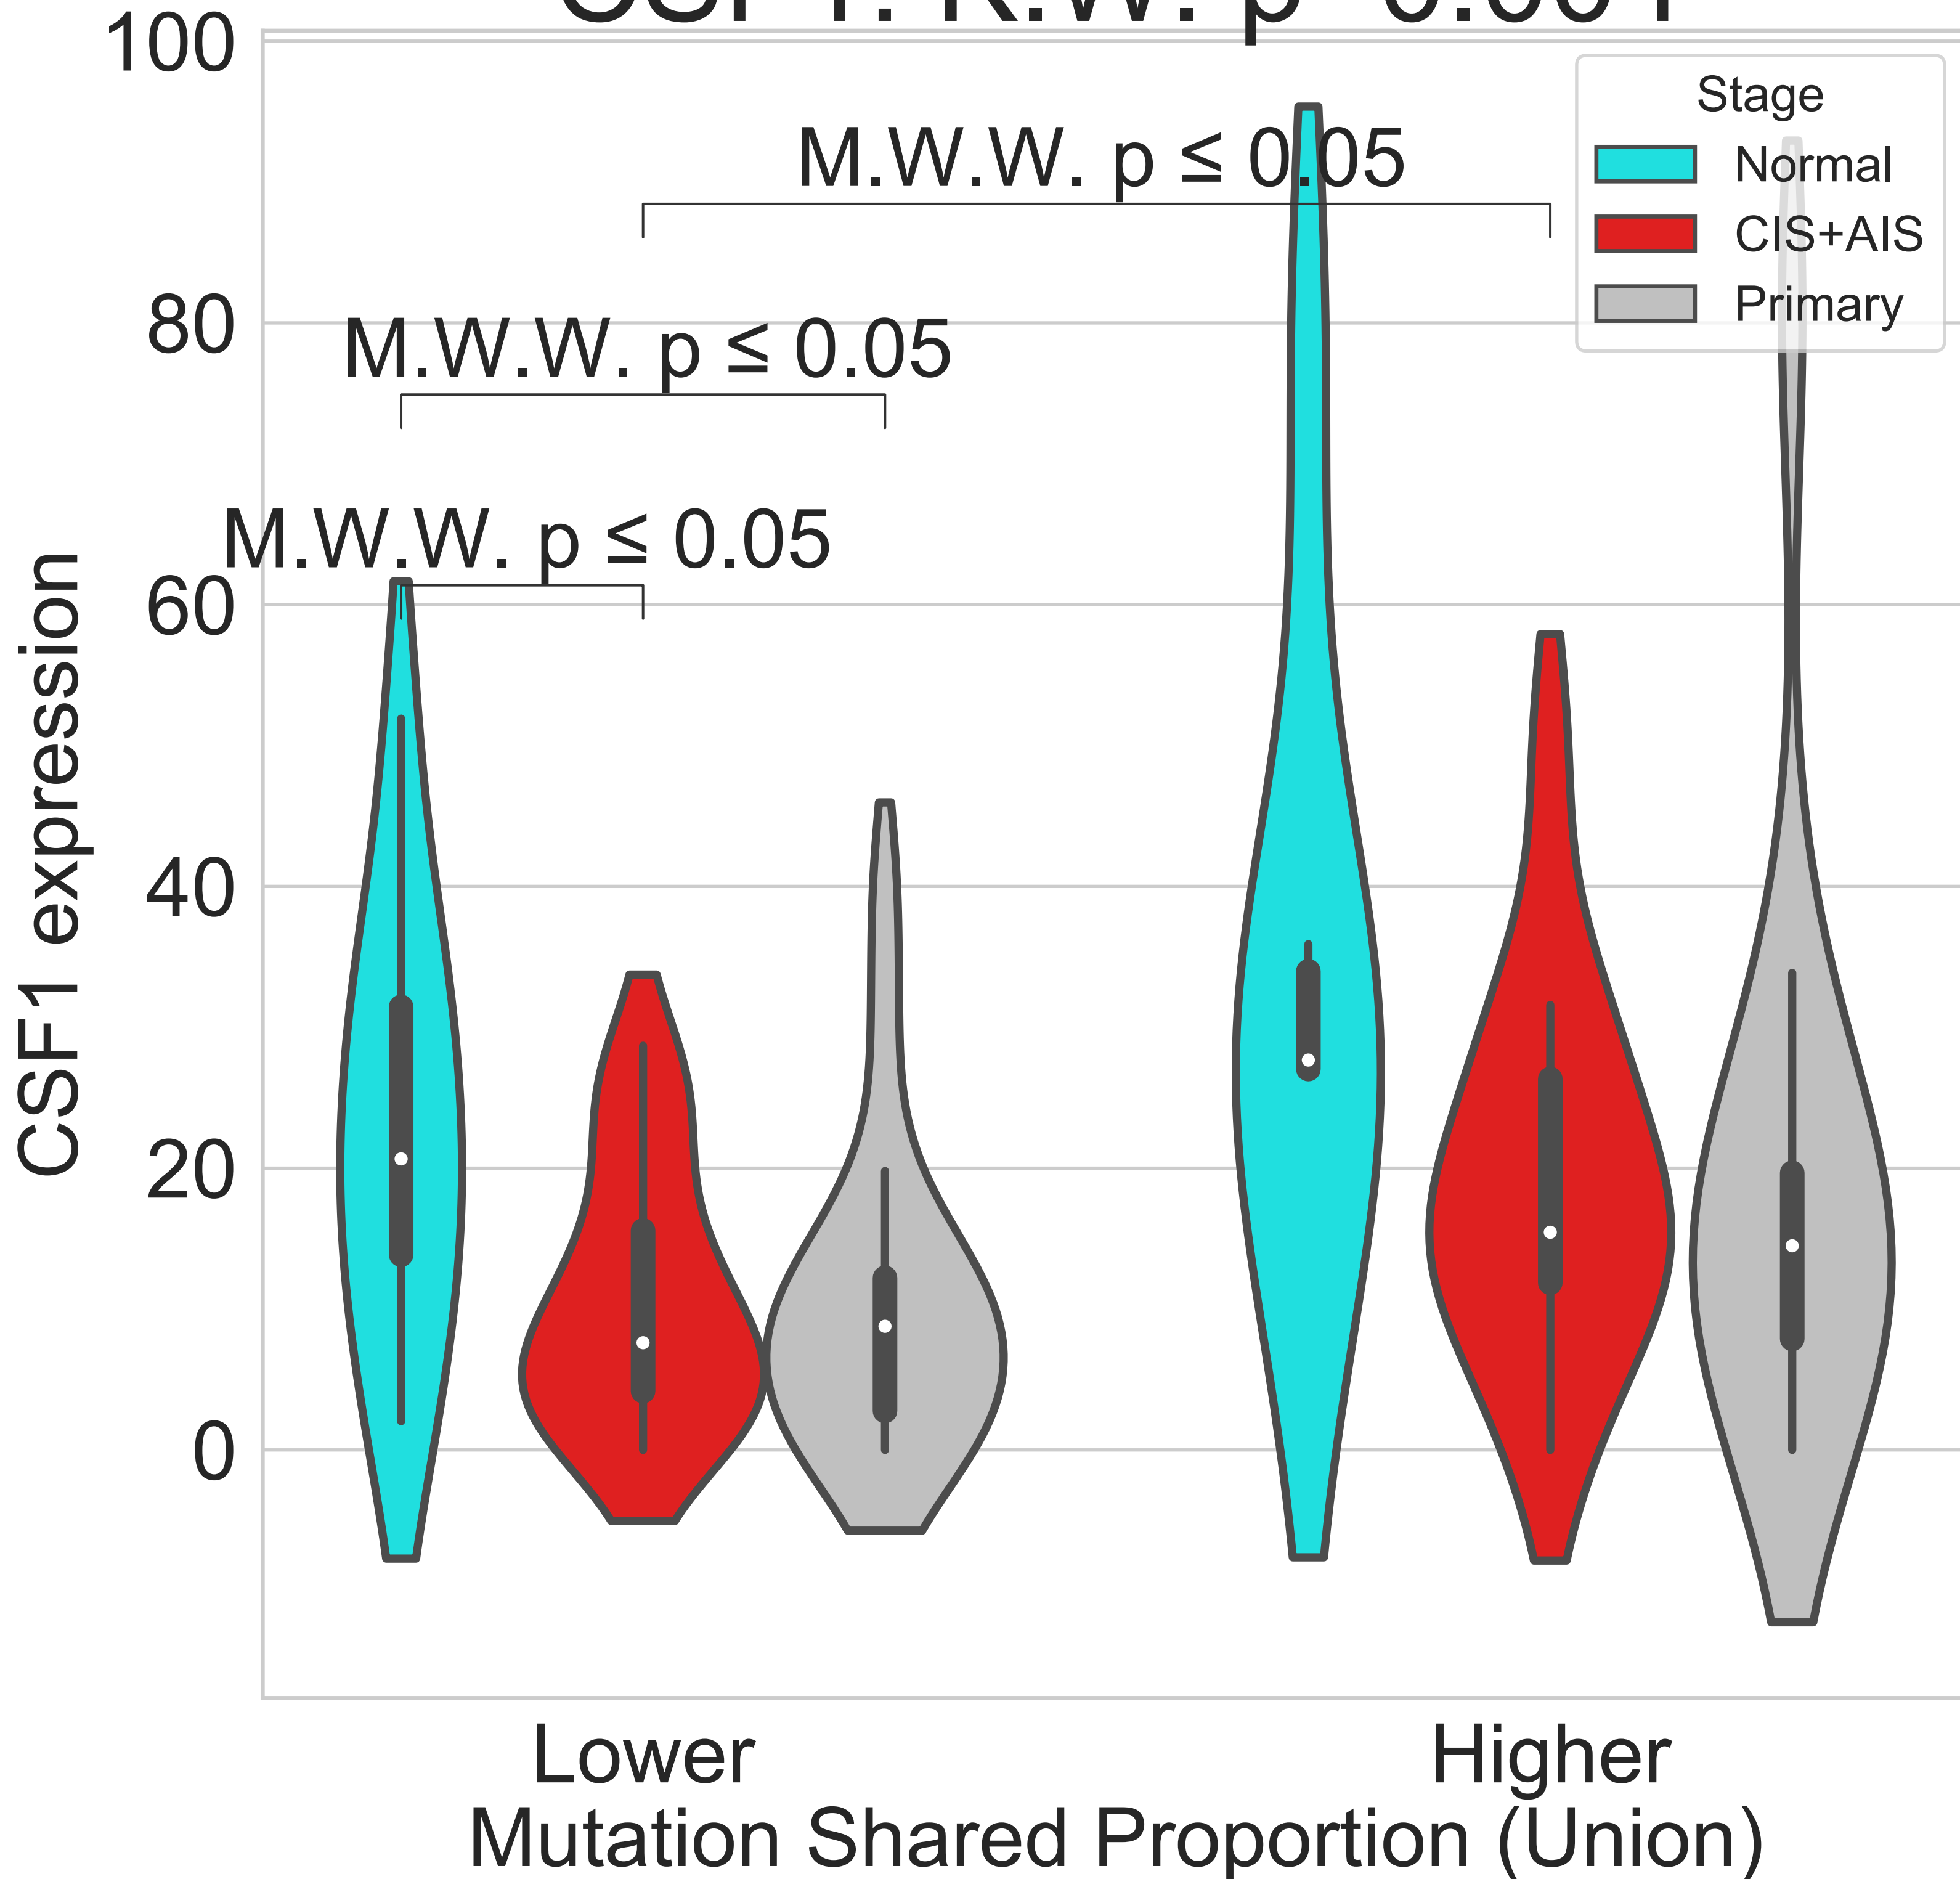 100
80
60
40
20
0
CSF1 expression
M.W.W. p ≤ 0.05
M.W.W. p ≤ 0.05
M.W.W. p ≤ 0.05
Stage
Normal
CIS+AIS
Primary
Lower
Higher
Mutation Shared Proportion (Union)